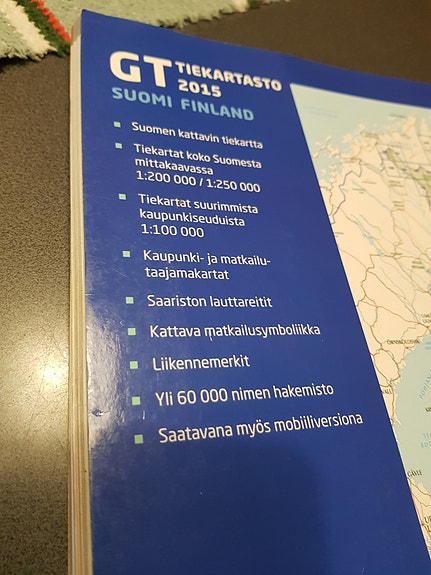 GT TIEKARTASTO
2015
SUOMI FINLAND
Suomen kattavin tiekartta
Tiekartat koko Suomesta
mittakaavassa
1:200 000 / 1:250 000
Tiekartat suurimmista
kaupunkiseuduista
1:100 000
Kaupunki- ja matkailu-
taajamakartat
Saariston lauttareitit
Kattava matkailusymboliikka
Liikennemerkit
Yli 60 000 nimen hakemisto
Saatavana myös mobiiliversiona
GÄVLE